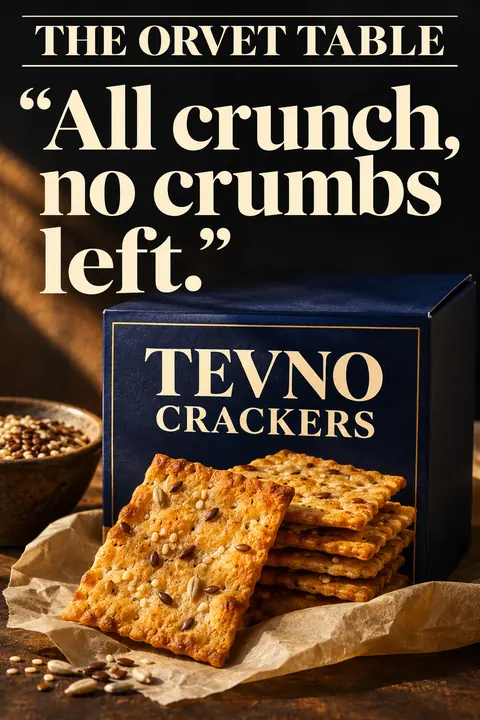 THE ORVET TABLE
“All crunch,
no crumbs
left.”
TEVNO
CRACKERS